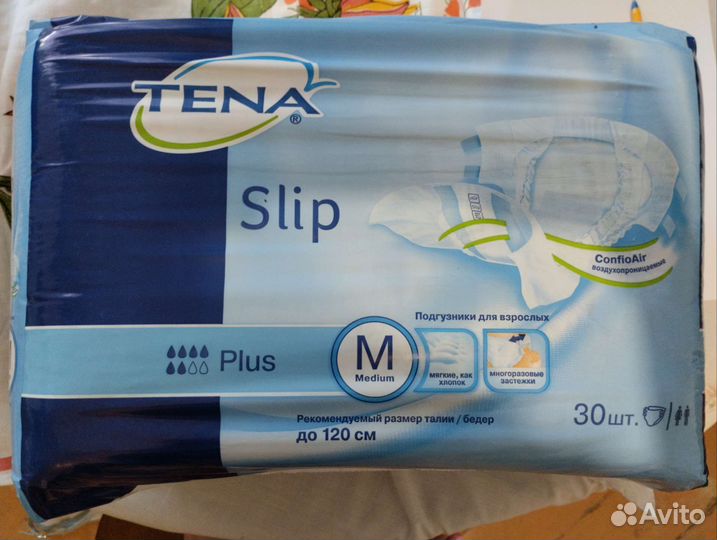 TENA®
Slip
ConfioAir
воздухопроницаемые
Подгузники для взрослых
Plus
M
Medium
мягкие, как
хлопок
многоразовые
застежки
Рекомендуемый размер талии / бедер
до 120 см
30шт.
Avito